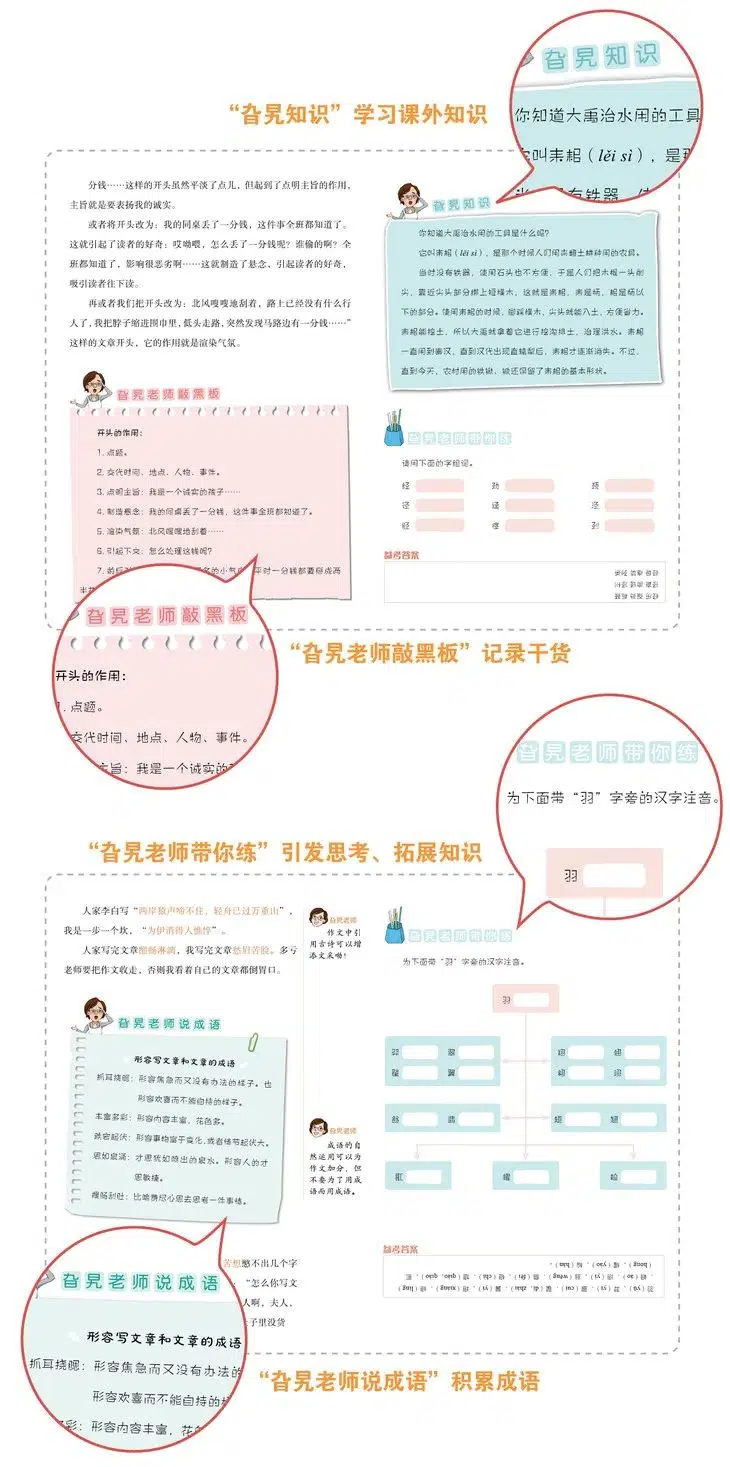 “旮旯知识”学习课外知识
旮旯知识
你知道大禹治水用的工具
它叫耒耜（lěi sì），是那
分钱……这样的开头虽然平淡了点儿，但起到了点明主旨的作用，
主旨就是要表扬我的诚实。
或者将开头改为：我的同桌丢了一分钱，这件事全班都知道了。
这就引起了读者的好奇：哎呦喂，怎么丢了一分钱呢？谁偷的啊？全
班都知道了，影响很恶劣啊……这就制造了悬念，引起读者的好奇，
吸引读者往下读。
再或者我们把开头改为：北风嗖嗖地刮着，路上已经没有什么行
人了，我把脖子缩进围巾里，低头走路，突然发现马路边有一分钱……”
这样的文章开头，它的作用就是渲染气氛。
旮旯老师敲黑板
开头的作用：
1. 点题。
2. 交代时间、地点、人物、事件。
3. 点明主旨：我是一个诚实的孩子……
4. 制造悬念：我的同桌丢了一分钱，这件事全班都知道了。
5. 渲染气氛：北风嗖嗖地刮着……
6. 引起下文：怎么处理这钱呢？
平时一分钱都要掰成两
旮旯知识
你知道大禹治水用的工具是什么吗？
它叫耒耜（lěi sì），是那个时候人们用来翻土耕种用的农具。
当时没有铁器，使用石头也不方便，于是人们把木棍一头削
尖，靠近尖头部分绑上短横木，这就是耒耜，耒是柄，耜是柄以
下的部分。使用耒耜的时候，脚踩横木，尖头就能入土，方便省力。
耒耜能挖土，所以大禹就拿着它进行挖沟排土，治理洪水。耒耜
一直用到秦汉，直到汉代出现直辕犁后，耒耜才逐渐消失。不过，
直到今天，农村用的铁锹、锨还保留了耒耜的基本形状。
旮旯老师带你练
请用下面的字组词。
参考答案
旮旯老师敲黑板
开头的作用：
1. 点题。
交代时间、地点、人物、事件。
主旨：我是一个诚实的
“旮旯老师敲黑板”记录干货
旮旯老师带你练
为下面带“羽”字旁的汉字注音。
羽
“旮旯老师带你练”引发思考、拓展知识
人家李白写“两岸猿声啼不住，轻舟已过万重山”，
我是一步一个坎，“为伊消得人憔悴”。
人家写完文章酣畅淋漓，我写完文章愁眉苦脸。多亏
老师要把作文收走，否则我看着自己的文章都倒胃口。
旮旯老师
作文中引
用古诗可以增
添文采呦！
旮旯老师说成语
形容写文章和文章的成语
抓耳挠腮：形容焦急而又没有办法的样子。也
形容欢喜而不能自持的样子。
丰富多彩：形容内容丰富，花色多。
跌宕起伏：形容事物富于变化，或者情节起伏大。
思如泉涌：才思犹如喷出的泉水。形容人的才
思敏捷。
搜肠刮肚：比喻费尽心思去思考一件事情。
旮旯老师
成语的自
然运用可以为
作文加分，但
不要为了用成
语而用成语。
旮旯老师带你练
为下面带“羽”字旁的汉字注音。
羽
参考答案
苦想憋不出几个字
“怎么你写文
人啊，夫人，
肚子里没货
旮旯老师说成语
形容写文章和文章的成语
抓耳挠腮：形容焦急而又没有办法的
形容欢喜而不能自持的
彩：形容内容丰富，花
“旮旯老师说成语”积累成语